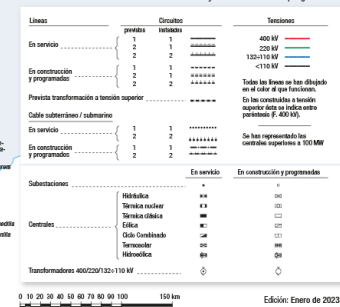 Líneas Circuitos Tensiones
previstos instalados
En servicio 1 1
2 1
2 2
400 kV
220 kV
132÷110 kV
<110 kV
En construcción y programadas 1 1
2 1
2 2
Todas las líneas se han dibujado
en el color al que funcionan.
Prevista transformación a tensión superior
En las construidas a tensión
superior ésta se indica entre
paréntesis (F. 400 kV).
Cable subterráneo / submarino
En servicio 1 1
2 2
Se han representado las
centrales superiores a 100 MW
En construcción y programados 1 1
2 2
En servicio En construcción y programadas
Subestaciones
Centrales
Hidráulica
Térmica nuclear
Térmica clásica
Eólica
Ciclo Combinado
Termosolar
Hidroeólica
Transformadores 400/220/132÷110 kV
0 10 20 30 40 50 60 70 80 90 100 150 km
Edición: Enero de 2023